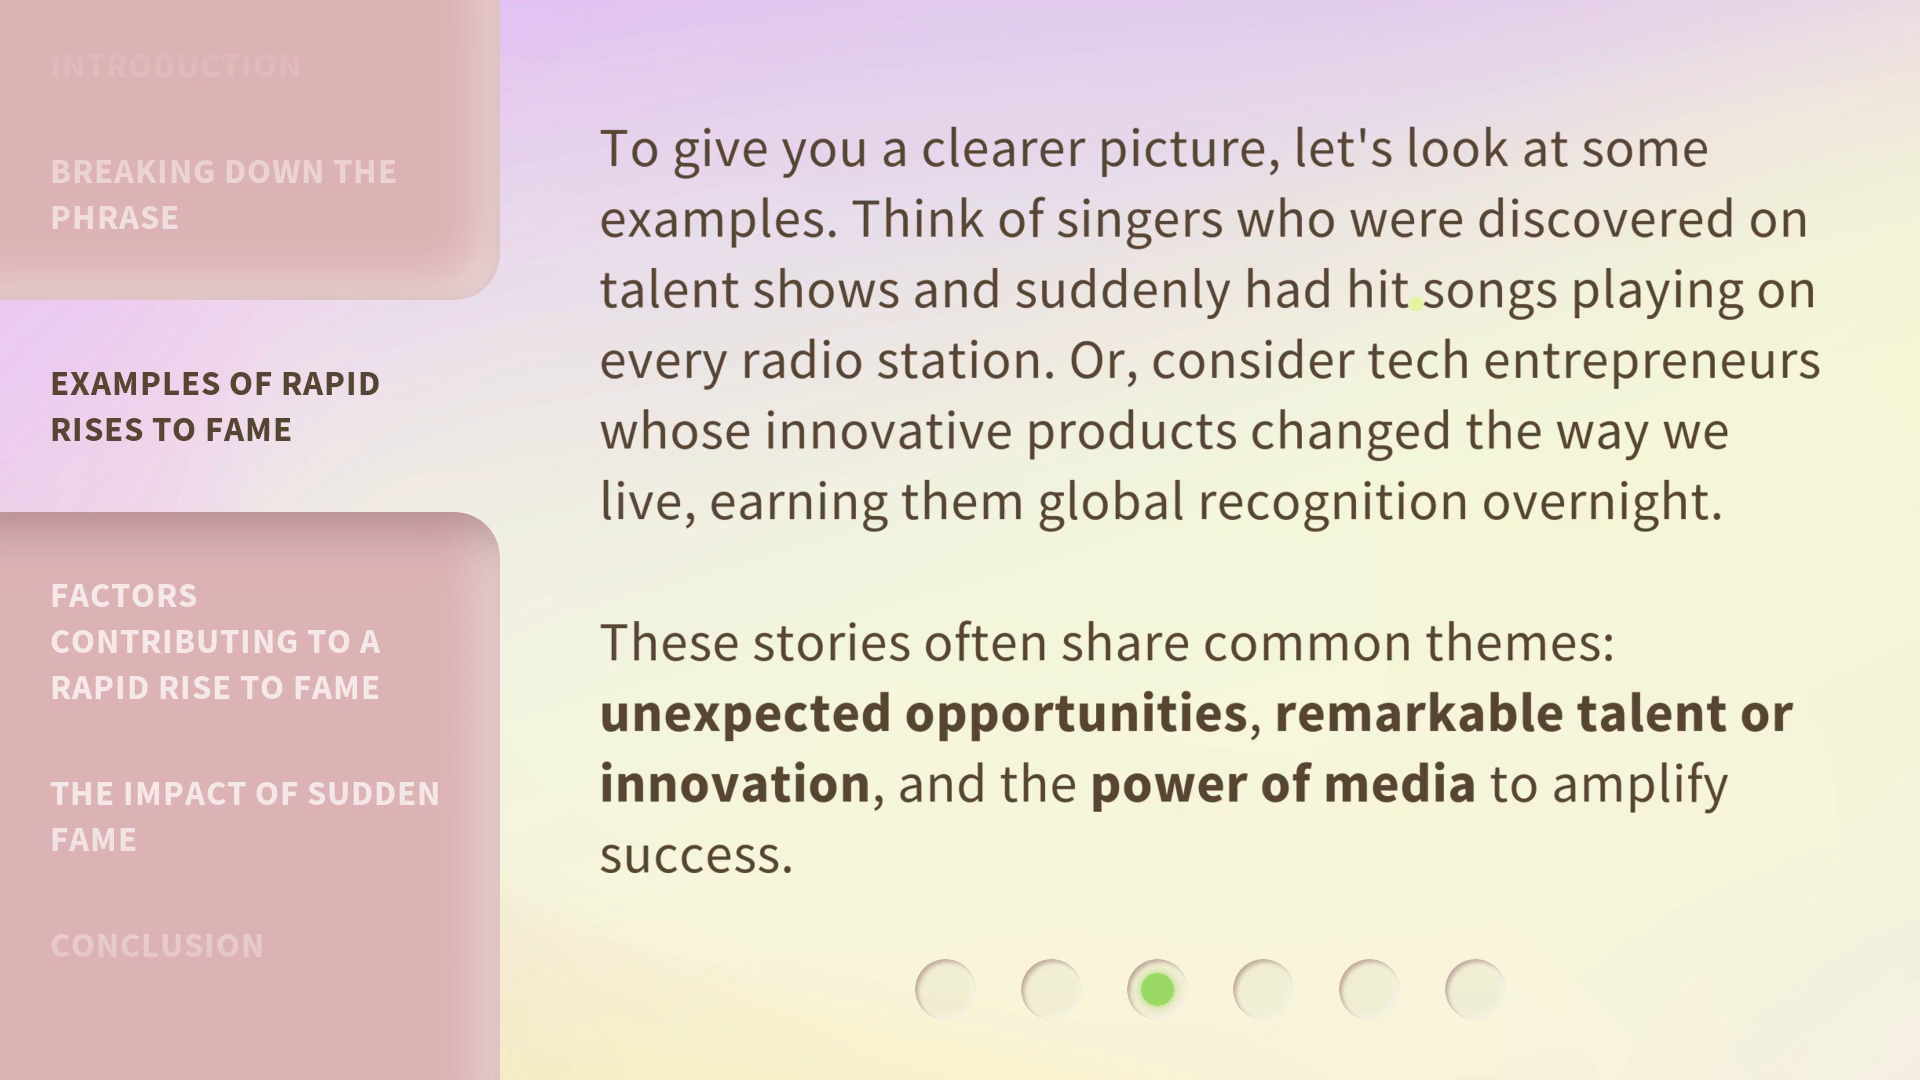 INTRODUCTION
BREAKING DOWN THE
PHRASE
EXAMPLES OF RAPID
RISES TO FAME
FACTORS
CONTRIBUTING TO A
RAPID RISE TO FAME
THE IMPACT OF SUDDEN
FAME
CONCLUSION
To give you a clearer picture, let's look at some
examples. Think of singers who were discovered on
talent shows and suddenly had hit songs playing on
every radio station. Or, consider tech entrepreneurs
whose innovative products changed the way we
live, earning them global recognition overnight.
These stories often share common themes:
unexpected opportunities, remarkable talent or
innovation, and the power of media to amplify
success.